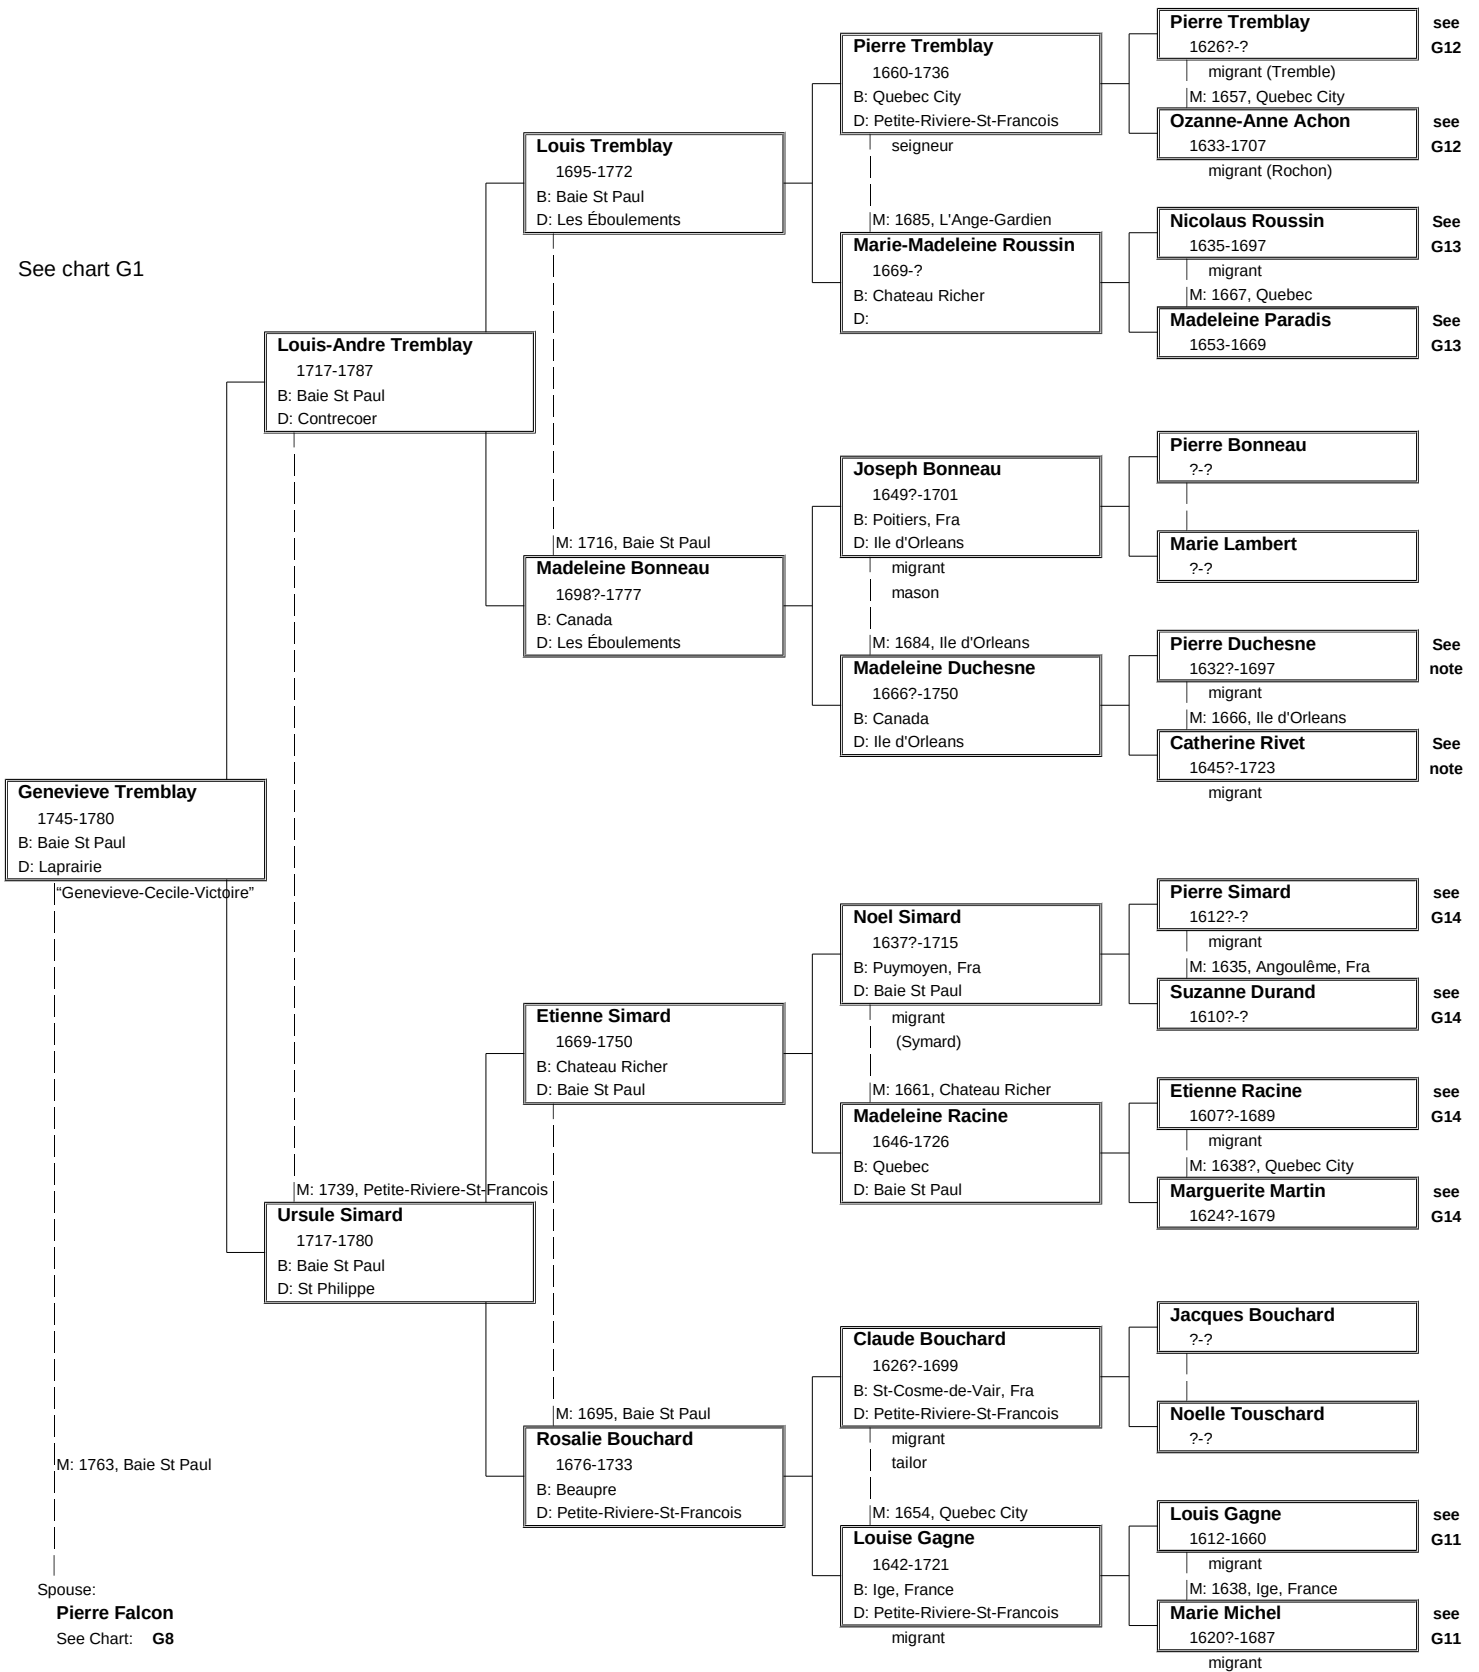 See chart G1
Genevieve Tremblay
1745-1780
B: Baie St Paul
D: Laprairie
“Genevieve-Cecile-Victoire”
M: 1763, Baie St Paul
Spouse:
Pierre Falcon
See Chart: G8
Louis-Andre Tremblay
1717-1787
B: Baie St Paul
D: Contrecoer
M: 1739, Petite-Riviere-St-Francois
Ursule Simard
1717-1780
B: Baie St Paul
D: St Philippe
Louis Tremblay
1695-1772
B: Baie St Paul
D: Les Éboulements
M: 1716, Baie St Paul
Madeleine Bonneau
1698?-1777
B: Canada
D: Les Éboulements
Etienne Simard
1669-1750
B: Chateau Richer
D: Baie St Paul
M: 1695, Baie St Paul
Rosalie Bouchard
1676-1733
B: Beaupre
D: Petite-Riviere-St-Francois
Pierre Tremblay
1660-1736
B: Quebec City
D: Petite-Riviere-St-Francois
seigneur
M: 1685, L'Ange-Gardien
Marie-Madeleine Roussin
1669-?
B: Chateau Richer
D:
Joseph Bonneau
1649?-1701
B: Poitiers, Fra
D: Ile d'Orleans
migrant
mason
M: 1684, Ile d'Orleans
Madeleine Duchesne
1666?-1750
B: Canada
D: Ile d'Orleans
Noel Simard
1637?-1715
B: Puymoyen, Fra
D: Baie St Paul
migrant
(Symard)
M: 1661, Chateau Richer
Madeleine Racine
1646-1726
B: Quebec
D: Baie St Paul
Claude Bouchard
1626?-1699
B: St-Cosme-de-Vair, Fra
D: Petite-Riviere-St-Francois
migrant
tailor
M: 1654, Quebec City
Louise Gagne
1642-1721
B: Ige, France
D: Petite-Riviere-St-Francois
migrant
Pierre Tremblay see
1626?-? G12
migrant (Tremble)
M: 1657, Quebec City
Ozanne-Anne Achon see
1633-1707 G12
migrant (Rochon)
Nicolaus Roussin See
1635-1697 G13
migrant
M: 1667, Quebec
Madeleine Paradis See
1653-1669 G13
Pierre Bonneau
?-?
Marie Lambert
?-?
Pierre Duchesne See
1632?-1697 note
migrant
M: 1666, Ile d'Orleans
Catherine Rivet See
1645?-1723 note
migrant
Pierre Simard see
1612?-? G14
migrant
M: 1635, Angoulême, Fra
Suzanne Durand see
1610?-? G14
Etienne Racine see
1607?-1689 G14
migrant
M: 1638?, Quebec City
Marguerite Martin see
1624?-1679 G14
Jacques Bouchard
?-?
Noelle Touschard
?-?
Louis Gagne see
1612-1660 G11
migrant
M: 1638, Ige, France
Marie Michel see
1620?-1687 G11
migrant